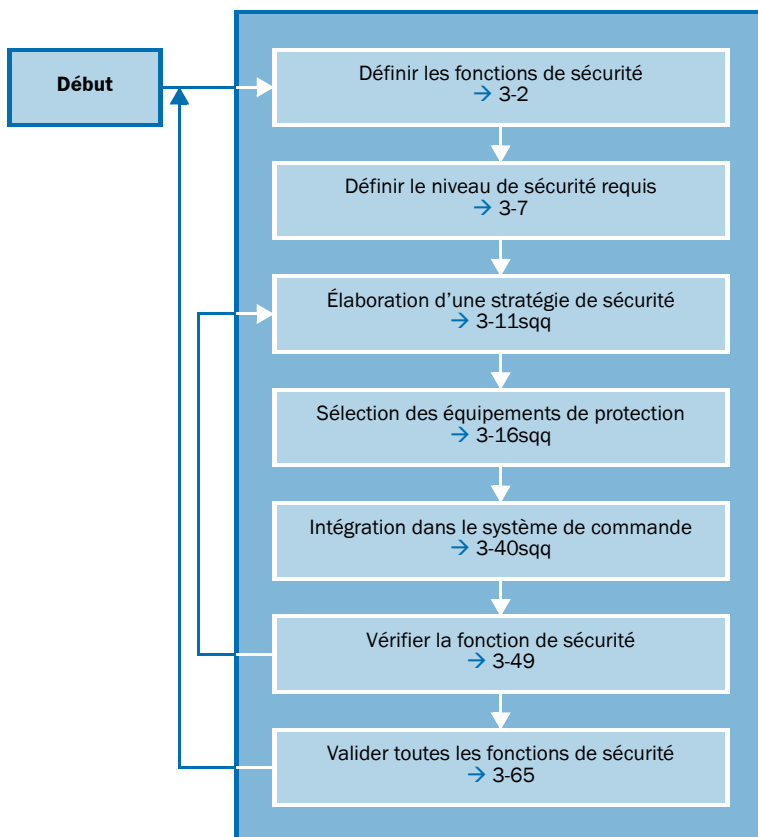 Début
Définir les fonctions de sécurité
→ 3-2
Définir le niveau de sécurité requis
→ 3-7
Élaboration d’une stratégie de sécurité
→ 3-11sqq
Sélection des équipements de protection
→ 3-16sqq
Intégration dans le système de commande
→ 3-40sqq
Vérifier la fonction de sécurité
→ 3-49
Valider toutes les fonctions de sécurité
→ 3-65